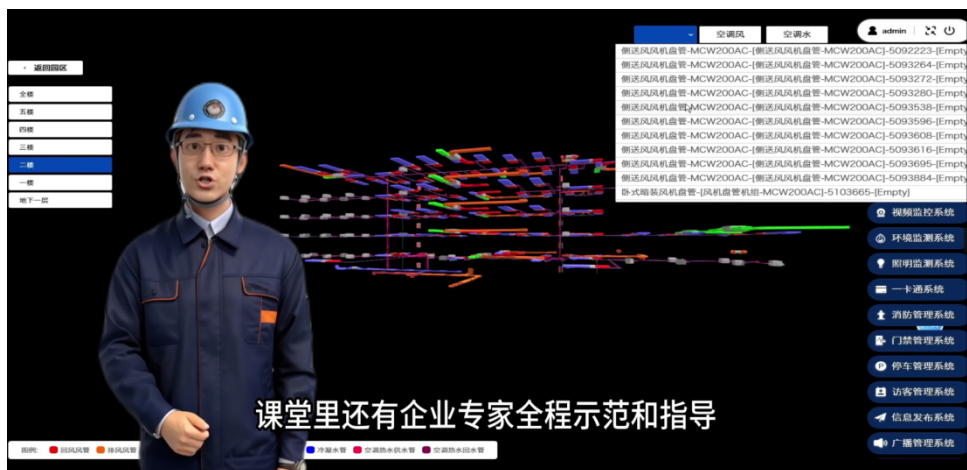 空调风
空调水
admin
侧送风风机盘管-MCW200AC-[侧送风风机盘管-MCW200AC]-5092223-[Empty
侧送风风机盘管-MCW200AC-[侧送风风机盘管-MCW200AC]-5093264-[Empty
侧送风风机盘管-MCW200AC-[侧送风风机盘管-MCW200AC]-5093272-[Empty
侧送风风机盘管-MCW200AC-[侧送风风机盘管-MCW200AC]-5093280-[Empty
侧送风风机盘管-MCW200AC-[侧送风风机盘管-MCW200AC]-5093538-[Empty
侧送风风机盘管-MCW200AC-[侧送风风机盘管-MCW200AC]-5093596-[Empty
侧送风风机盘管-MCW200AC-[侧送风风机盘管-MCW200AC]-5093608-[Empty
侧送风风机盘管-MCW200AC-[侧送风风机盘管-MCW200AC]-5093616-[Empty
侧送风风机盘管-MCW200AC-[侧送风风机盘管-MCW200AC]-5093695-[Empty
侧送风风机盘管-MCW200AC-[侧送风风机盘管-MCW200AC]-5093884-[Empty
卧式暗装风机盘管-[风机盘管机组-MCW200AC]-5103665-[Empty]
返回园区
全楼
五楼
四楼
三楼
二楼
一楼
地下一层
视频监控系统
环境监测系统
照明监测系统
一卡通系统
消防管理系统
门禁管理系统
停车管理系统
访客管理系统
信息发布系统
广播管理系统
课堂里还有企业专家全程示范和指导
图例: 回风风管 排风风管 冷凝水管 空调热水供水管 空调热水回水管